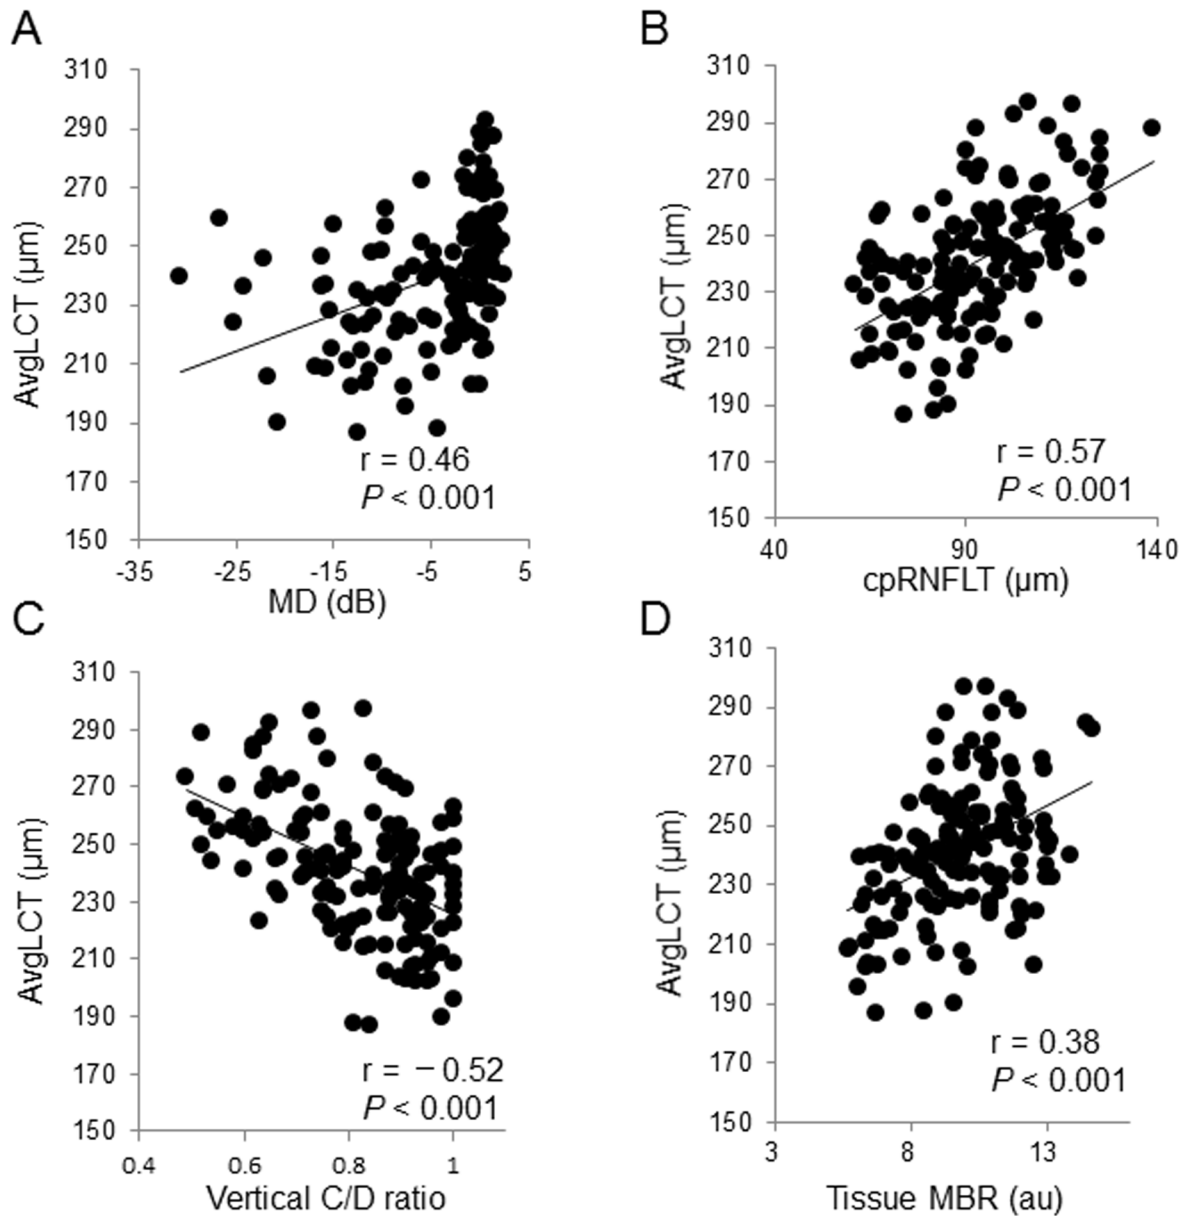 A
310
290
270
250
230
210
190
170
150
AvgLCT (μm)
r = 0.46
P < 0.001
-35 -25 -15 -5 5
MD (dB)
B
310
290
270
250
230
210
190
170
150
AvgLCT (μm)
r = 0.57
P < 0.001
40 90 140
cpRNFLT (μm)
C
310
290
270
250
230
210
190
170
150
AvgLCT (μm)
r = −0.52
P < 0.001
0.4 0.6 0.8 1
Vertical C/D ratio
D
310
290
270
250
230
210
190
170
150
AvgLCT (μm)
r = 0.38
P < 0.001
3 8 13
Tissue MBR (au)